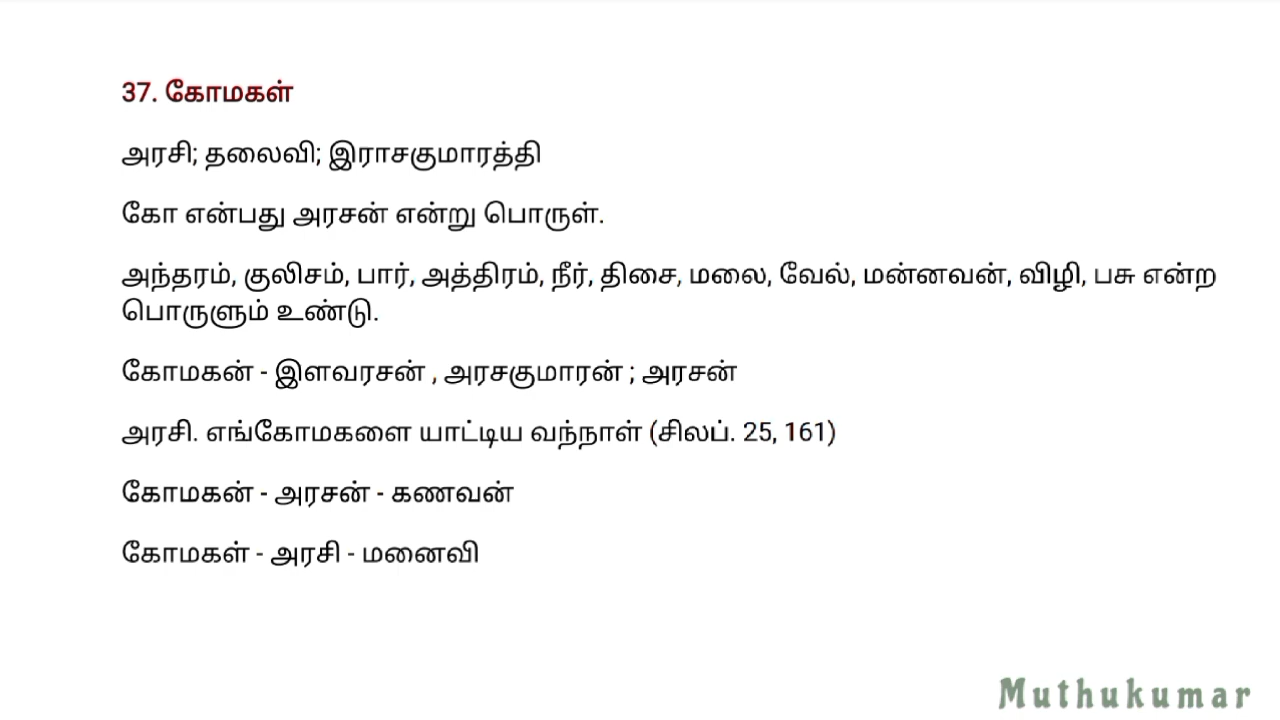 37. கோமகள்
அரசி; தலைவி; இராசகுமாரத்தி
கோ என்பது அரசன் என்று பொருள்.
அந்தரம், குலிசம், பார், அத்திரம், நீர், திசை, மலை, வேல், மன்னவன், விழி, பசு என்ற
பொருளும் உண்டு.
கோமகன் - இளவரசன் , அரசகுமாரன் ; அரசன்
அரசி. எங்கோமகளை யாட்டிய வந்நாள் (சிலப். 25, 161)
கோமகன் - அரசன் - கணவன்
கோமகள் - அரசி - மனைவி
Muthukumar